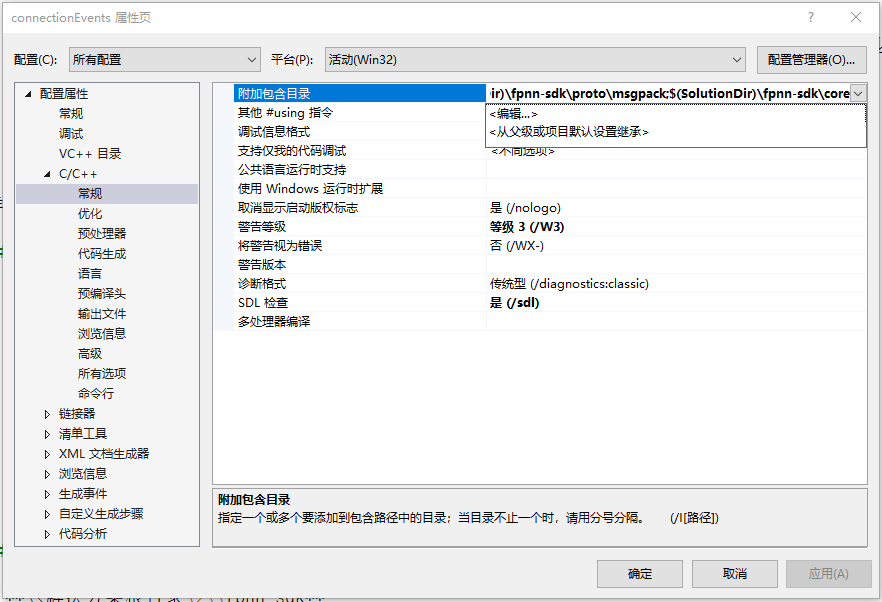 connectionEvents 属性页
配置(C): 所有配置 平台(P): 活动(Win32) 配置管理器(O)...
配置属性
常规
调试
VC++ 目录
C/C++
常规
优化
预处理器
代码生成
语言
预编译头
输出文件
浏览信息
高级
所有选项
命令行
链接器
清单工具
XML 文档生成器
浏览信息
生成事件
自定义生成步骤
代码分析
附加包含目录 ir)\fpnn-sdk\proto\msgpack;$(SolutionDir)\fpnn-sdk\core
其他 #using 指令 <编辑...>
调试信息格式 <从父级或项目默认设置继承>
支持仅我的代码调试 <不同选项>
公共语言运行时支持
使用 Windows 运行时扩展
取消显示启动版权标志 是 (/nologo)
警告等级 等级 3 (/W3)
将警告视为错误 否 (/WX-)
警告版本
诊断格式 传统型 (/diagnostics:classic)
SDL 检查 是 (/sdl)
多处理器编译
附加包含目录
指定一个或多个要添加到包含路径中的目录；当目录不止一个时，请用分号分隔。 (/I[路径])
确定 取消 应用(A)